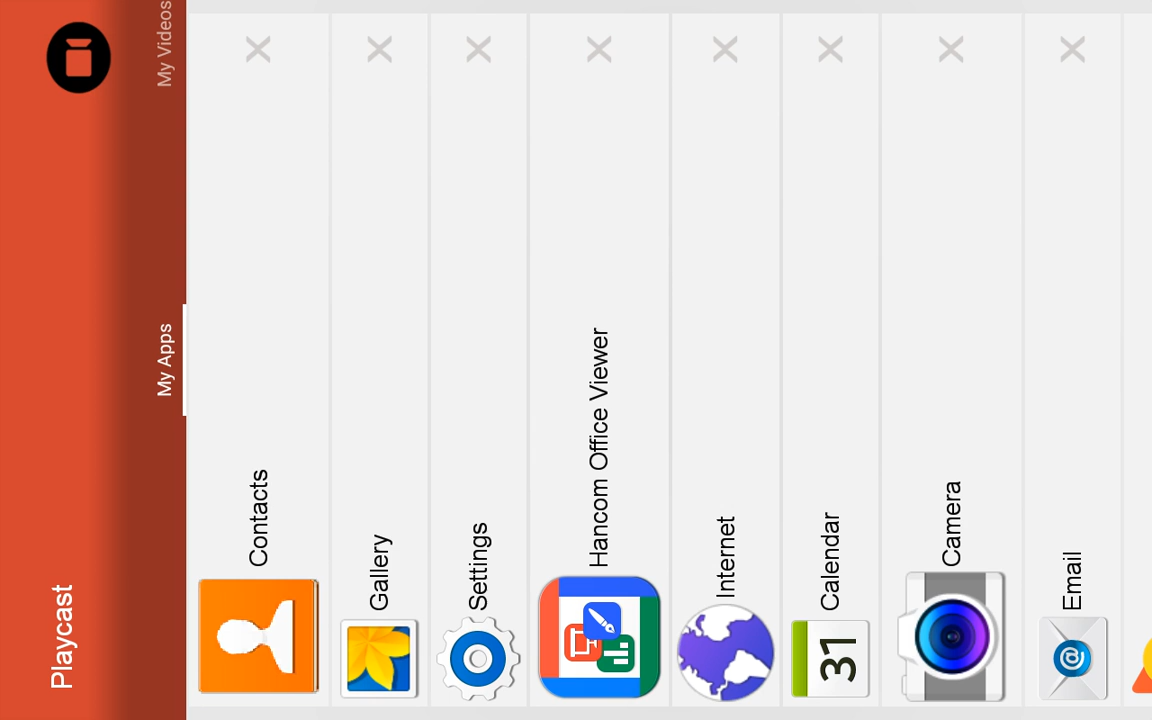 Playcast
My Apps
My Videos
Contacts
Gallery
Settings
Hancom Office Viewer
Internet
31
Calendar
Camera
@
Email